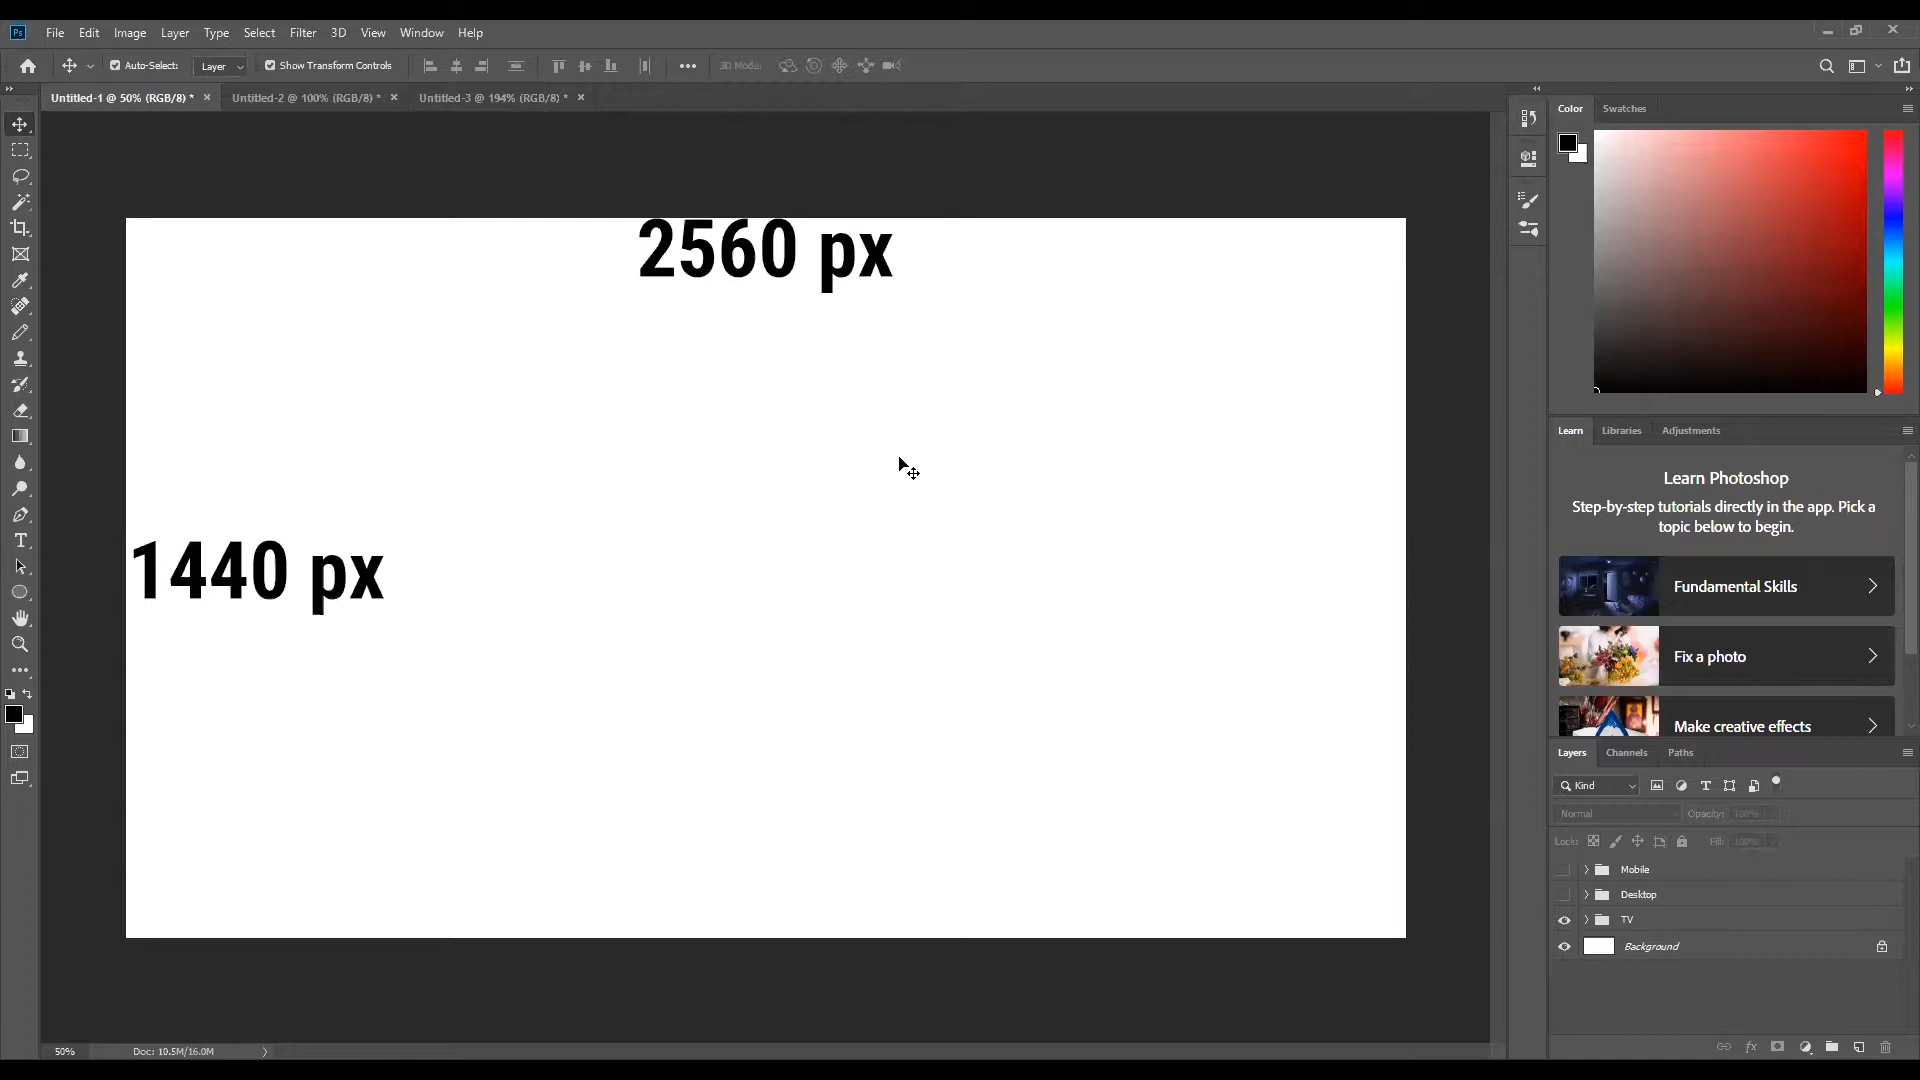 Ps File Edit Image Layer Type Select Filter 3D View Window Help
Auto-Select: Layer Show Transform Controls 3D Mode:
Untitled-1 @ 50% (RGB/8) * Untitled-2 @ 100% (RGB/8) * Untitled-3 @ 194% (RGB/8) *
Color Swatches
2560 px
1440 px
Learn Libraries Adjustments
Learn Photoshop
Step-by-step tutorials directly in the app. Pick a
topic below to begin.
Fundamental Skills
Fix a photo
Make creative effects
Layers Channels Paths
Kind
Normal Opacity: 100%
Lock: Fill: 100%
Mobile
Desktop
TV
Background
50% Doc: 10.5M/16.0M